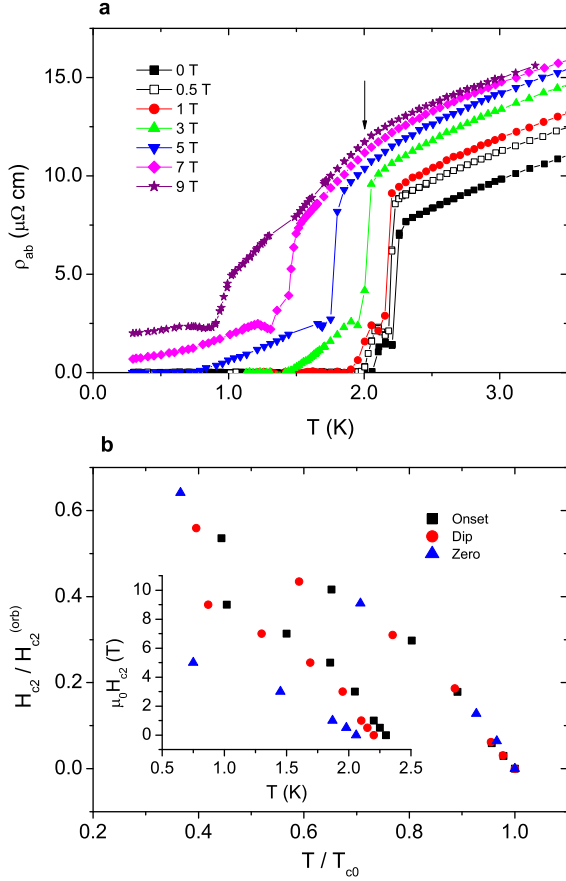 a
0 T
0.5 T
1 T
3 T
5 T
7 T
9 T
15.0
10.0
5.0
0.0
ρab (μΩ cm)
0.0 1.0 2.0 3.0
T (K)
b
Onset
Dip
Zero
0.6
0.4
0.2
0.0
Hc2 / Hc2(orb)
10
8
6
4
2
0
μ0Hc2 (T)
0.5 1.0 1.5 2.0 2.5
T (K)
0.2 0.4 0.6 0.8 1.0
T / Tc0